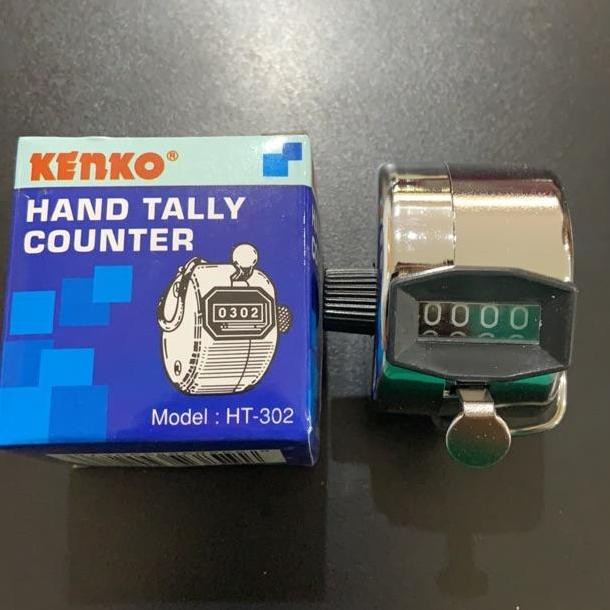 KENKO®
HAND TALLY
COUNTER
0302
Model : HT-302
0000